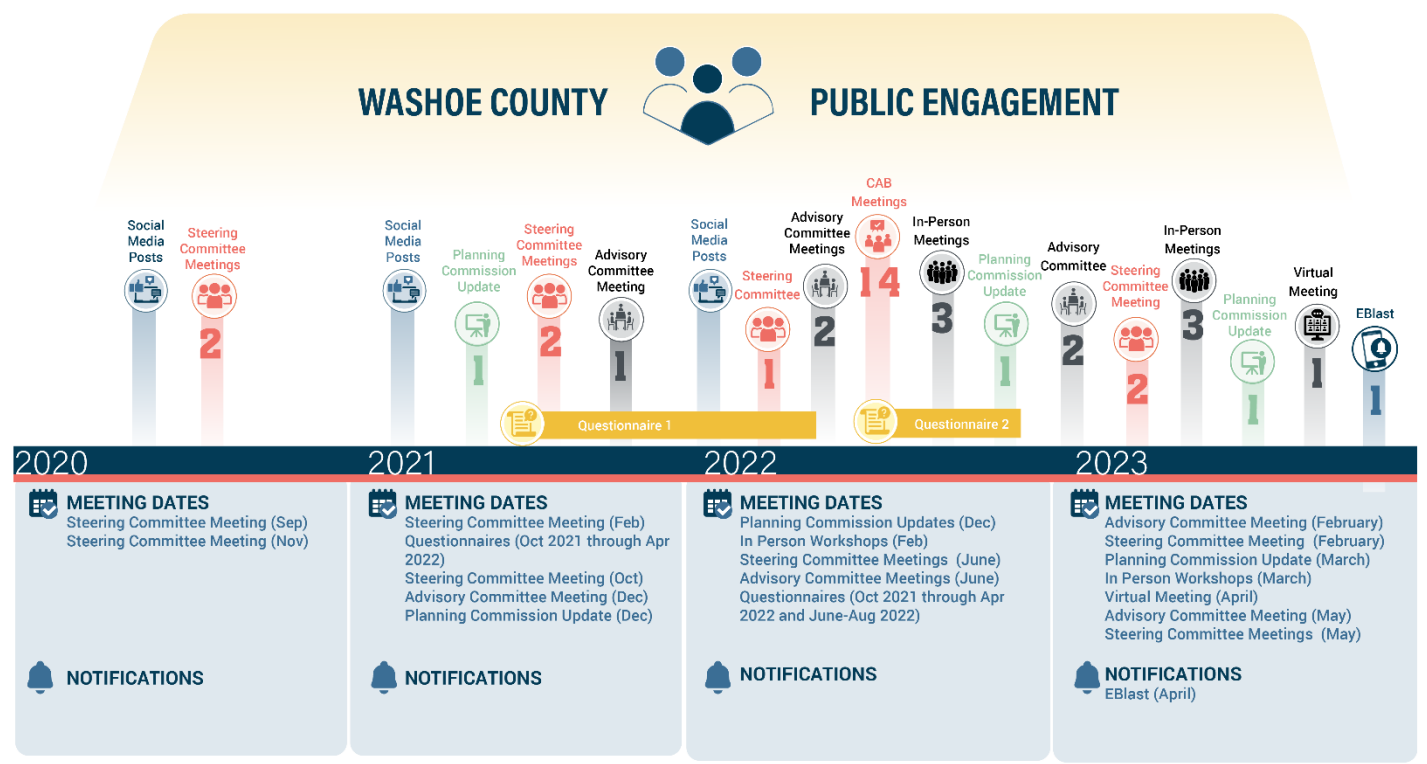 WASHOE COUNTY
PUBLIC ENGAGEMENT
Social
Media
Posts
Steering
Committee
Meetings
2
Social
Media
Posts
Planning
Commission
Update
1
Steering
Committee
Meetings
2
Advisory
Committee
Meeting
1
Social
Media
Posts
Steering
Committee
1
Advisory
Committee
Meetings
2
CAB
Meetings
14
In-Person
Meetings
3
Planning
Commission
Update
1
Advisory
Committee
2
Steering
Committee
Meeting
2
In-Person
Meetings
3
Planning
Commission
Update
1
Virtual
Meeting
1
EBlast
1
Questionnaire 1
Questionnaire 2
2020
2021
2022
2023
MEETING DATES
Steering Committee Meeting (Sep)
Steering Committee Meeting (Nov)
NOTIFICATIONS
MEETING DATES
Steering Committee Meeting (Feb)
Questionnaires (Oct 2021 through Apr
2022)
Steering Committee Meeting (Oct)
Advisory Committee Meeting (Dec)
Planning Commission Update (Dec)
NOTIFICATIONS
MEETING DATES
Planning Commission Updates (Dec)
In Person Workshops (Feb)
Steering Committee Meetings (June)
Advisory Committee Meetings (June)
Questionnaires (Oct 2021 through Apr
2022 and June-Aug 2022)
NOTIFICATIONS
MEETING DATES
Advisory Committee Meeting (February)
Steering Committee Meeting (February)
Planning Commission Update (March)
In Person Workshops (March)
Virtual Meeting (April)
Advisory Committee Meeting (May)
Steering Committee Meetings (May)
NOTIFICATIONS
EBlast (April)